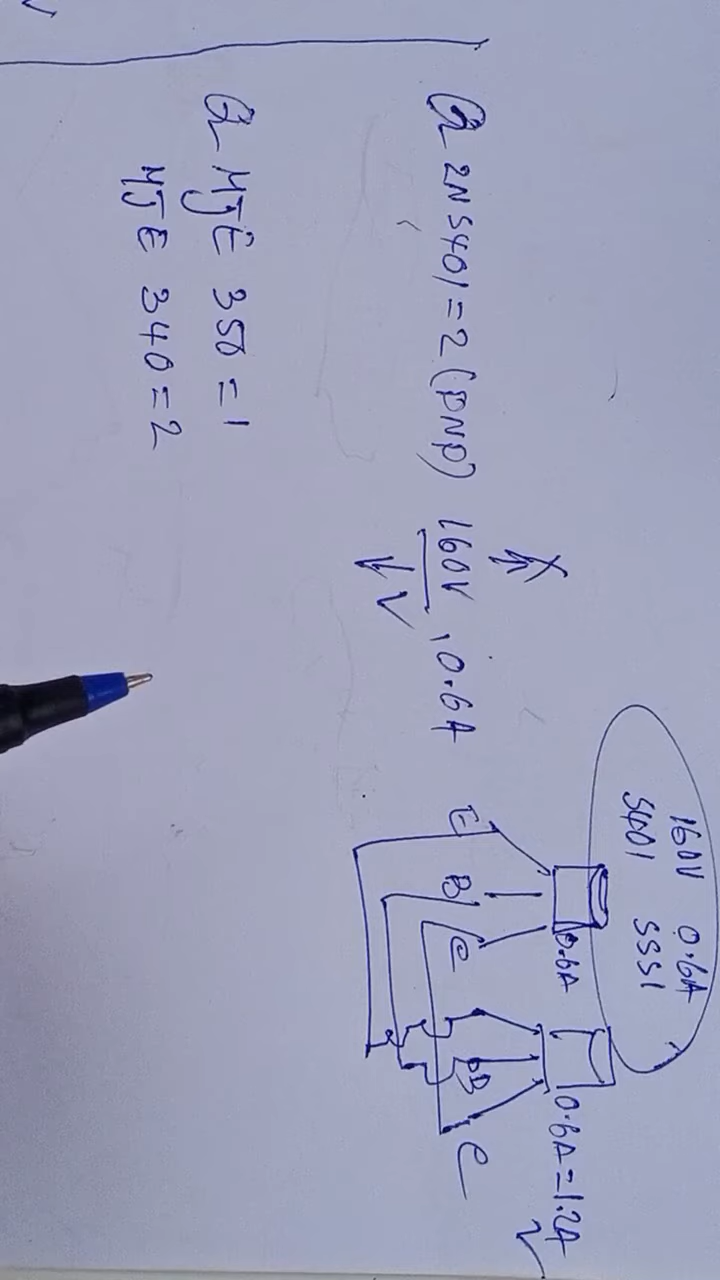 160V 0.6A
5401 5551
0.6A
0.6A = 1.2A
Q 2N5401 = 2 (PNP) 160V, 0.6A
E
B
C
B
C
Q MJE 350 = 1
MJE 340 = 2